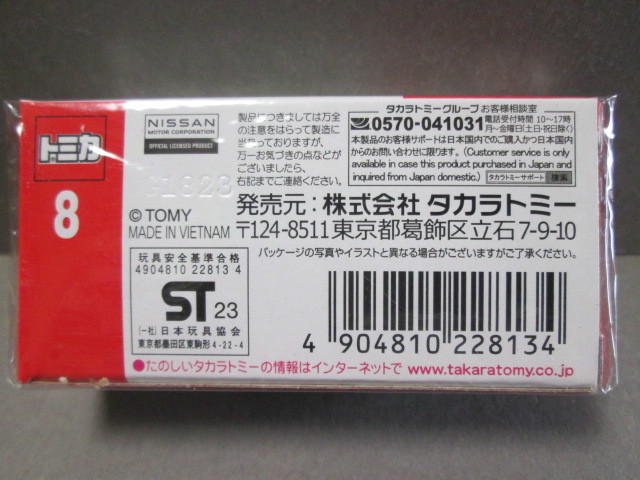 トミカ
8
NISSAN
MOTOR CORPORATION
OFFICIAL LICENSED PRODUCT
© TOMY
MADE IN VIETNAM
製品につきましては万全
の注意をはらって製造に
当たっておりますが、
万一お気づきの点などが
ございましたら、
右記までご連絡ください。
タカラトミーグループ お客様相談室
0570-041031
電話受付時間 10〜17時
月〜金曜日(土・日・祝日除く)
本製品のお客様サポートは日本国内でのご購入かつ日本国
内からのお問い合わせに限ります。(Customer service is only
available in case this product purchased in Japan and
inquired from Japan domestic.)
タカラトミーサポート 検索
発売元:株式会社 タカラトミー
〒124-8511東京都葛飾区立石7-9-10
パッケージの写真やイラストと異なる場合がございますがご了承ください。
玩具安全基準合格
4904810 22813 4
ST 23
(一社)日本玩具協会
東京都墨田区東駒形4-22-4
4 904810 228134
●たのしいタカラトミーの情報はインターネットで www.takaratomy.co.jp